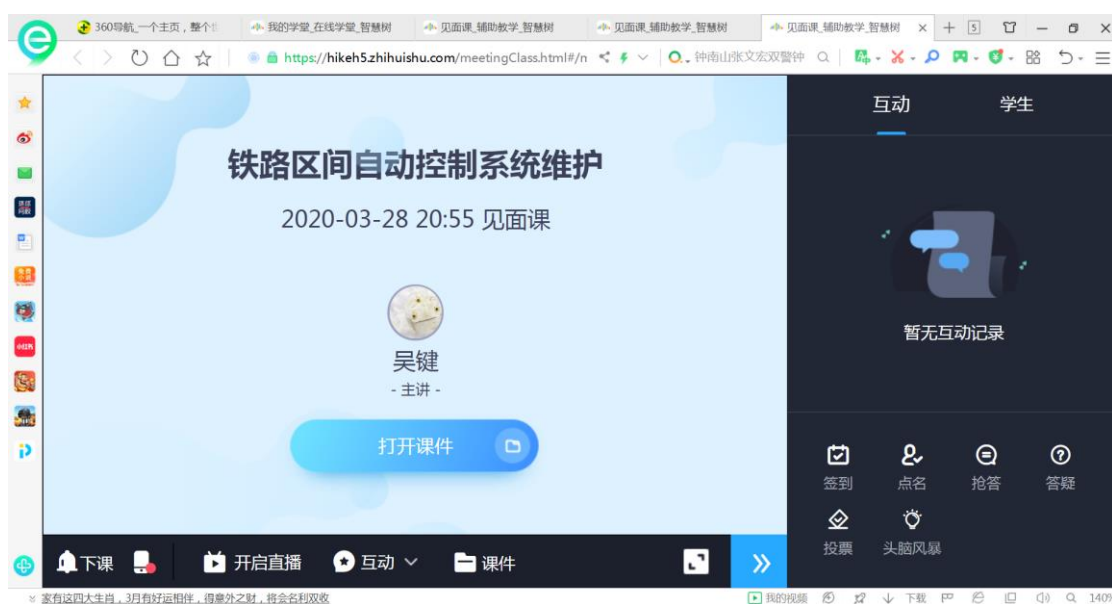 360导航_一个主页，整个
我的学堂_在线学堂_智慧树
见面课_辅助教学_智慧树
见面课_辅助教学_智慧树
见面课_辅助教学_智慧树
5
https://hikeh5.zhihuishu.com/meetingClass.html#/n
钟南山张文宏双警钟
互动
学生
铁路区间自动控制系统维护
2020-03-28 20:55 见面课
吴键
- 主讲 -
打开课件
暂无互动记录
签到
点名
抢答
答疑
投票
头脑风暴
小红书
下课
开启直播
互动
课件
家有这四大生肖，3月有好运相伴，得意外之财，将会名利双收
我的视频
下载
140%